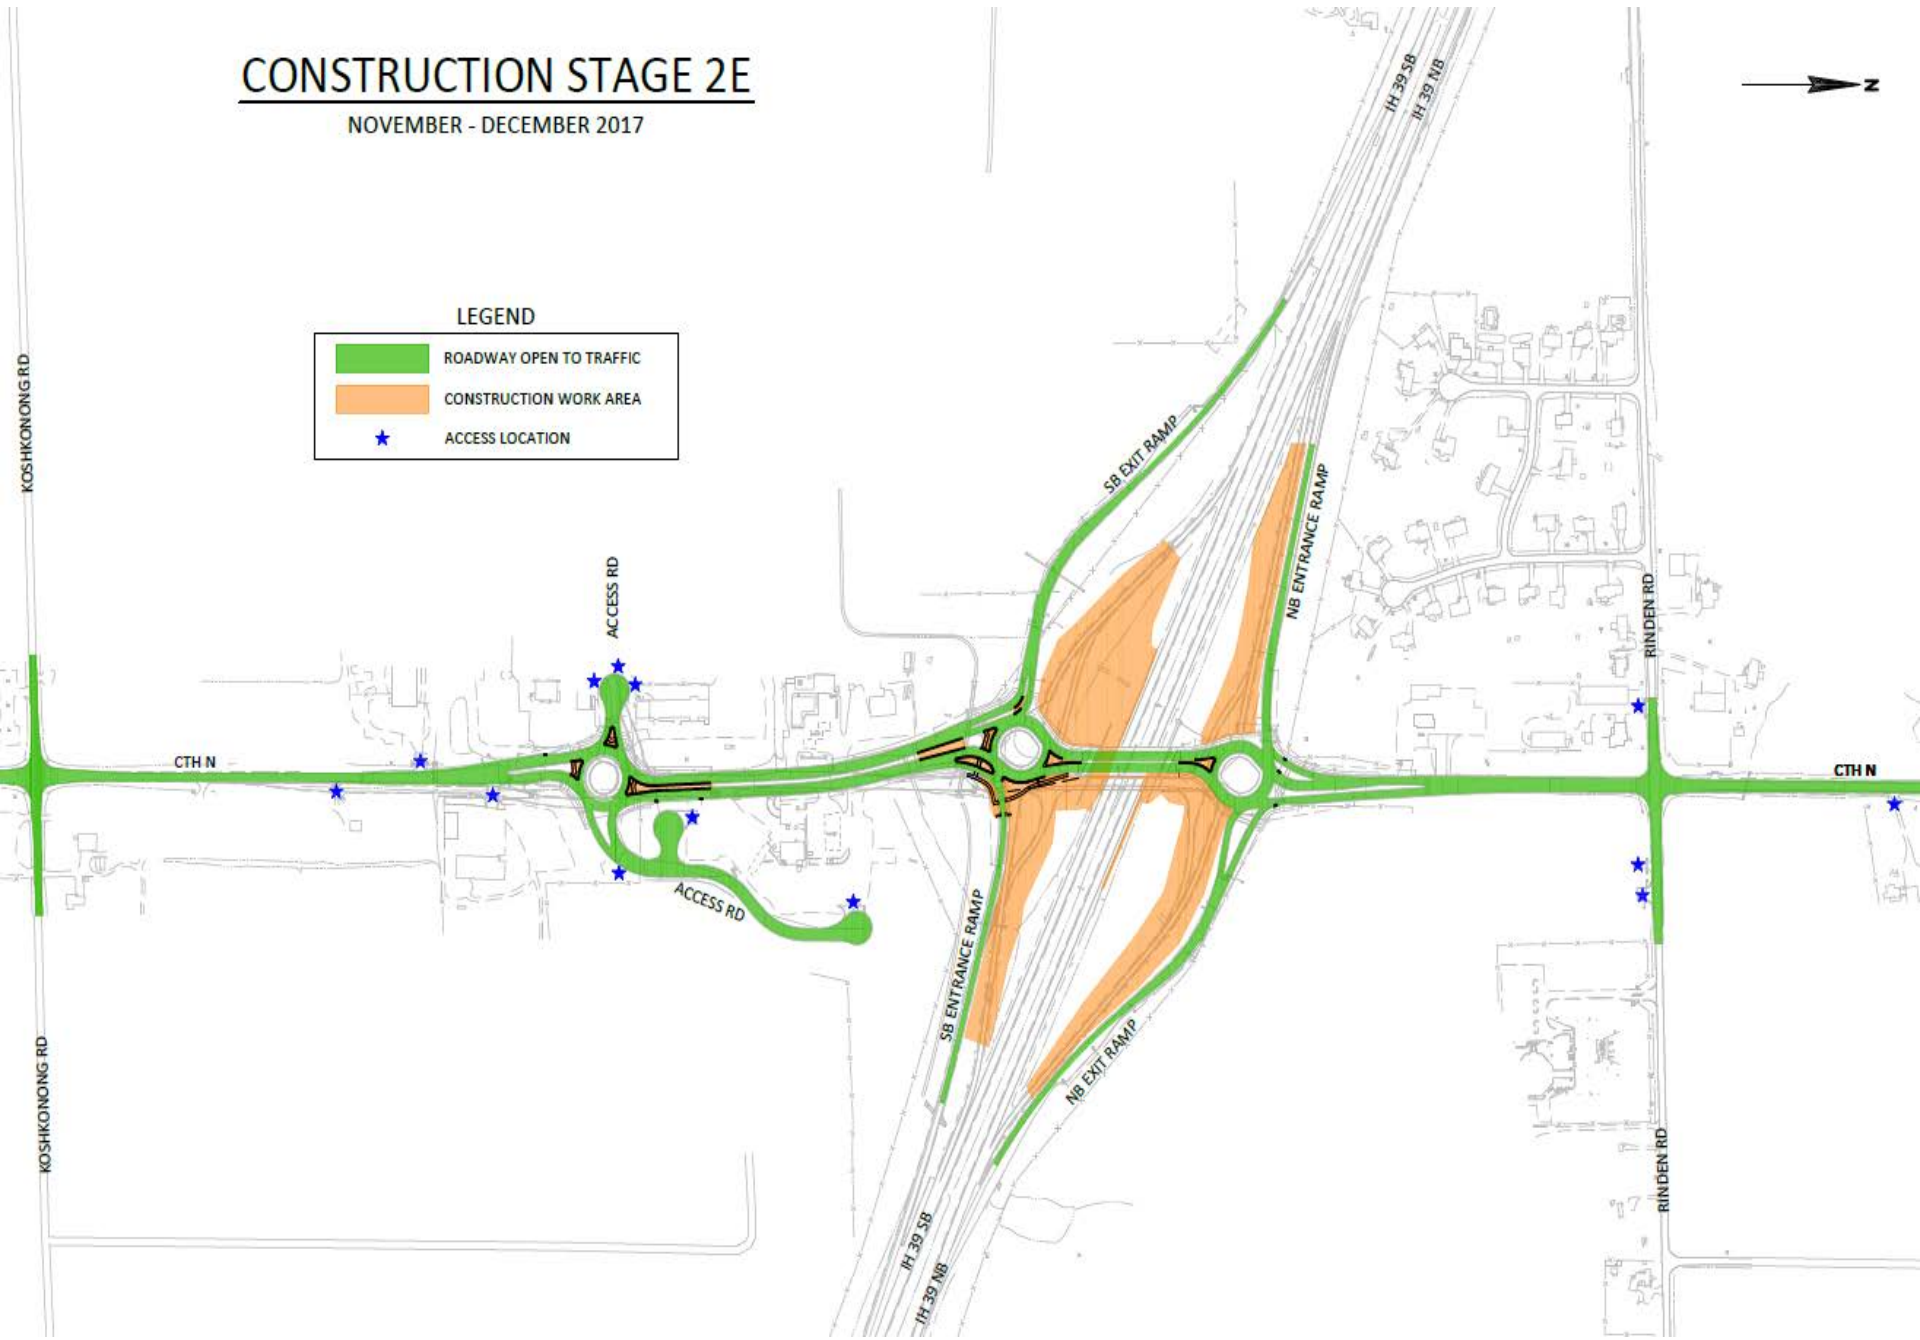 CONSTRUCTION STAGE 2E
NOVEMBER - DECEMBER 2017
N
IH 39 SB
IH 39 NB
LEGEND
ROADWAY OPEN TO TRAFFIC
CONSTRUCTION WORK AREA
ACCESS LOCATION
KOSHKONONG RD
SB EXIT RAMP
NB ENTRANCE RAMP
ACCESS RD
RINDEN RD
CTH N
CTH N
ACCESS RD
SB ENTRANCE RAMP
NB EXIT RAMP
KOSHKONONG RD
RINDEN RD
IH 39 SB
IH 39 NB